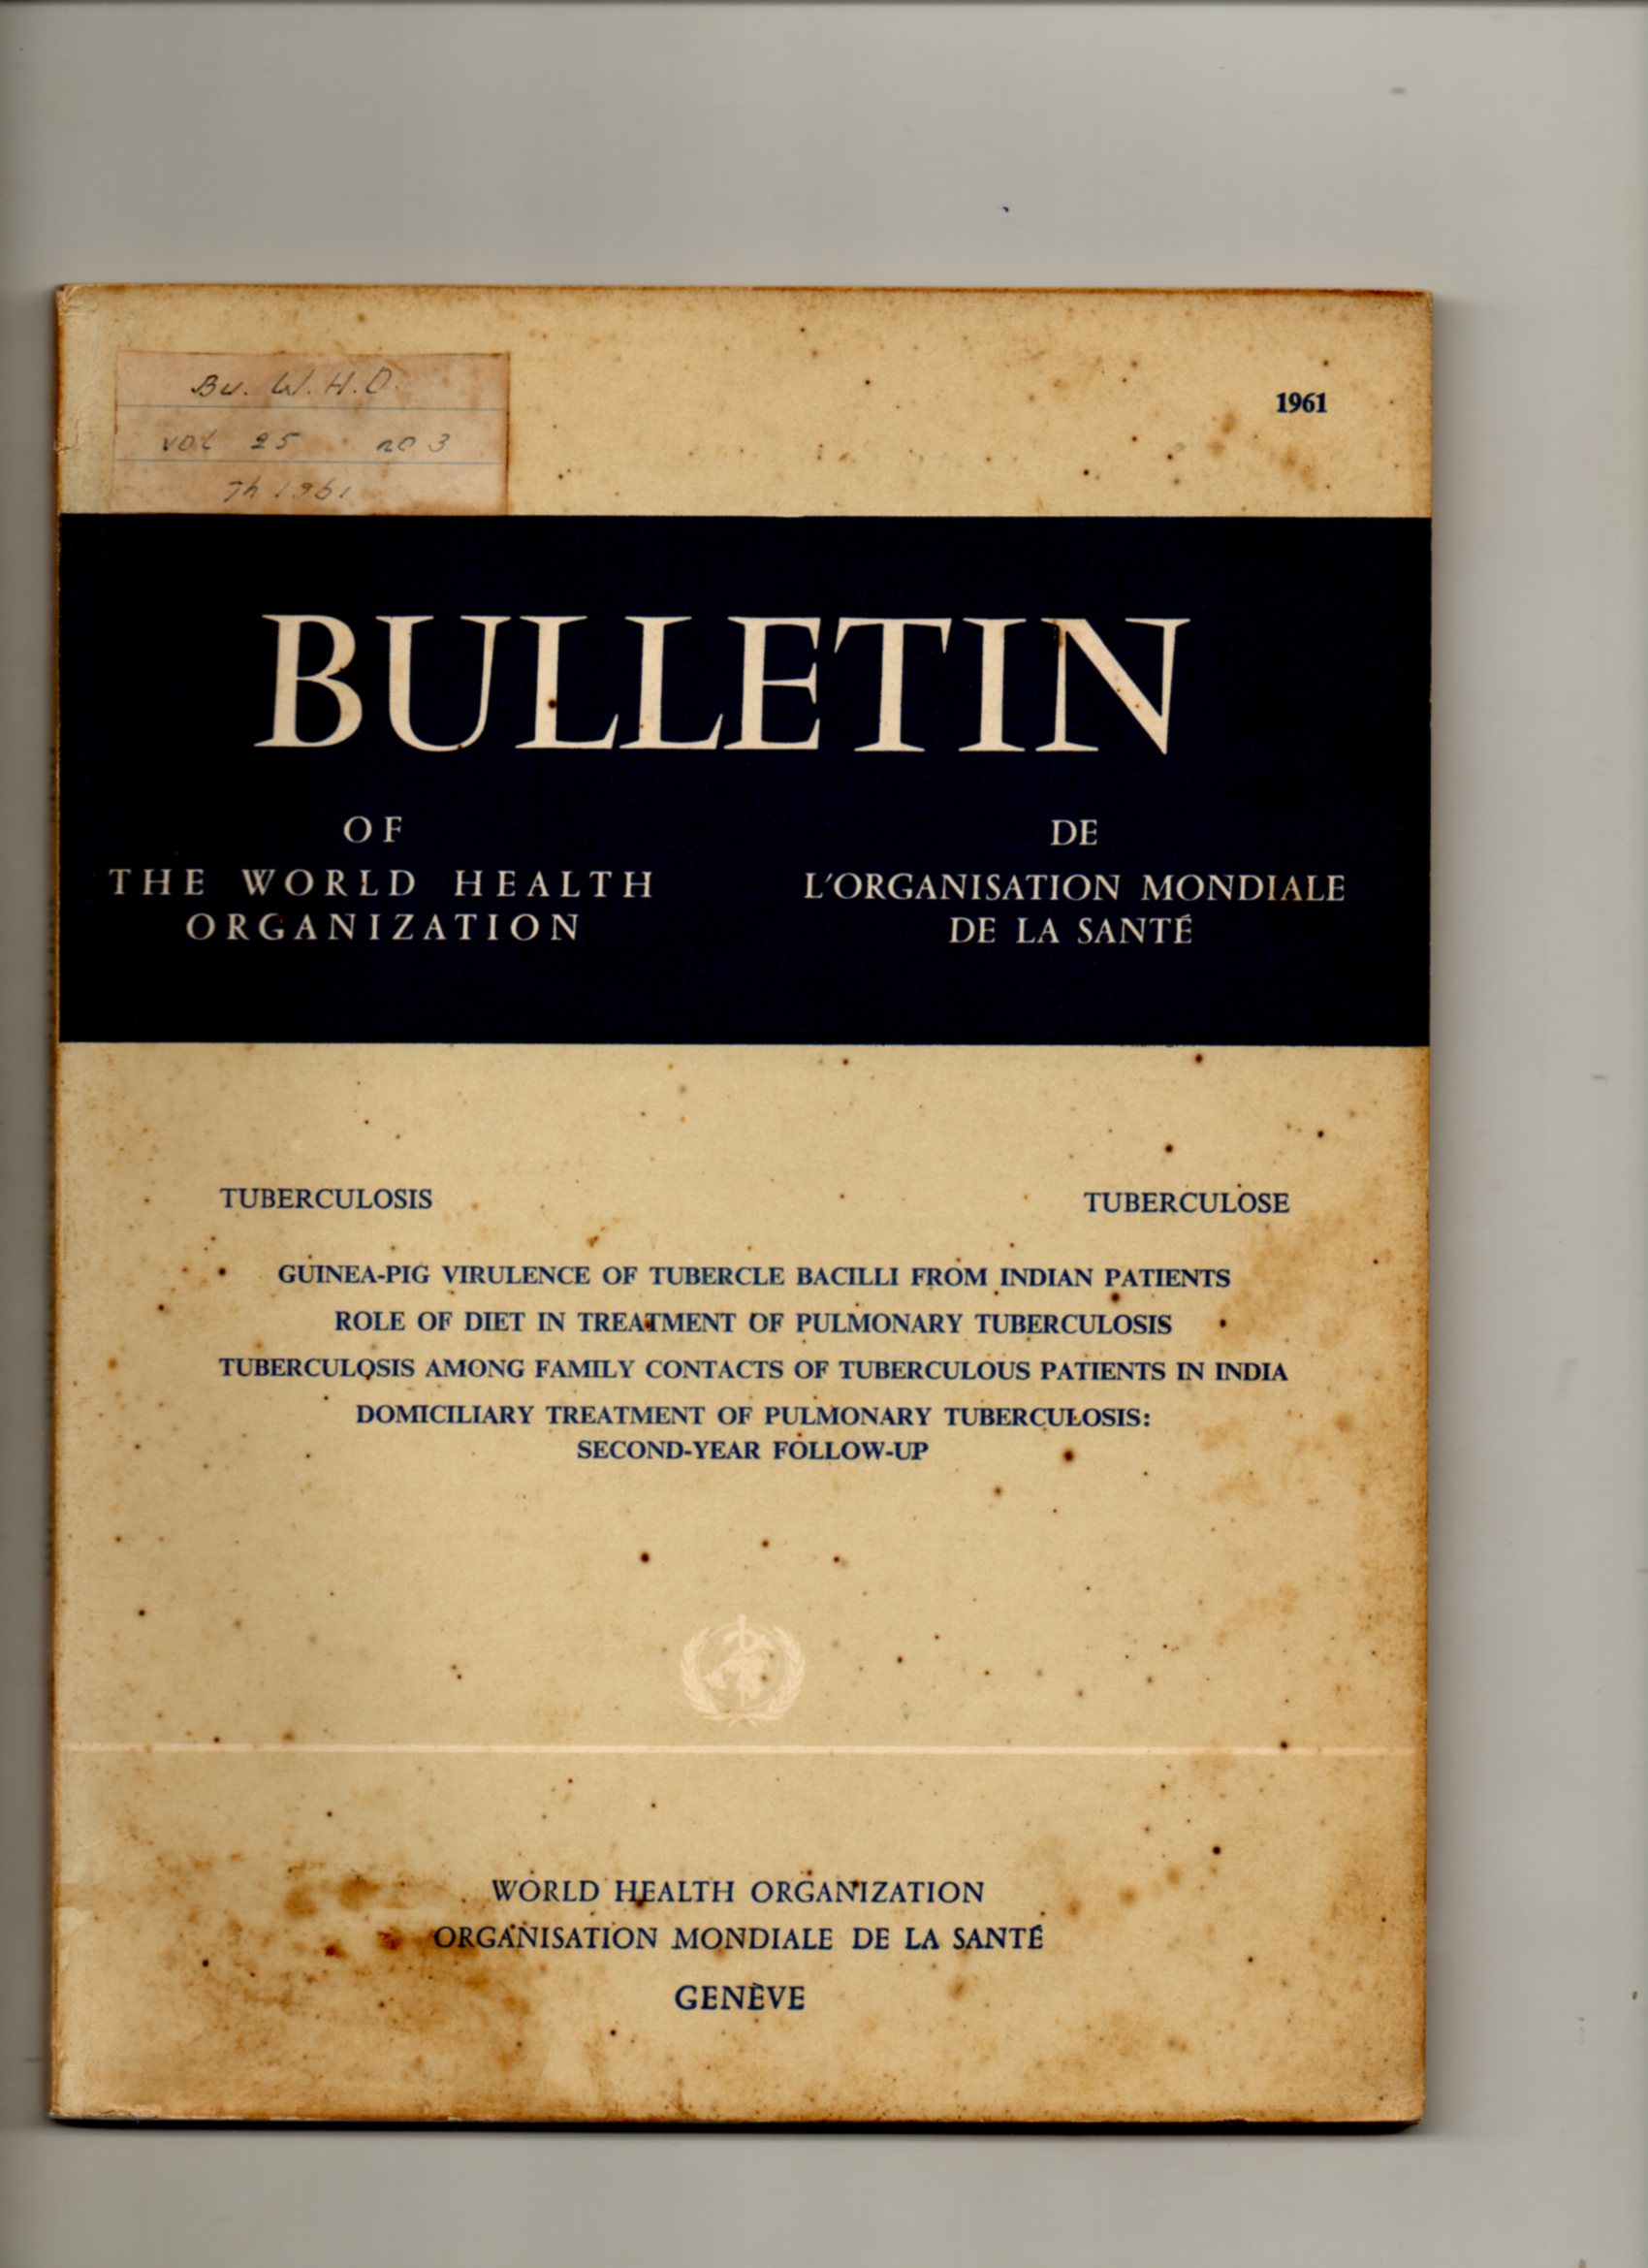 Bu. W.H.O.
vol 25 no 3
Th 1961
1961
BULLETIN
OF
THE WORLD HEALTH
ORGANIZATION
DE
L'ORGANISATION MONDIALE
DE LA SANTÉ
TUBERCULOSIS
TUBERCULOSE
GUINEA-PIG VIRULENCE OF TUBERCLE BACILLI FROM INDIAN PATIENTS
ROLE OF DIET IN TREATMENT OF PULMONARY TUBERCULOSIS
TUBERCULOSIS AMONG FAMILY CONTACTS OF TUBERCULOUS PATIENTS IN INDIA
DOMICILIARY TREATMENT OF PULMONARY TUBERCULOSIS:
SECOND-YEAR FOLLOW-UP
WORLD HEALTH ORGANIZATION
ORGANISATION MONDIALE DE LA SANTÉ
GENÈVE